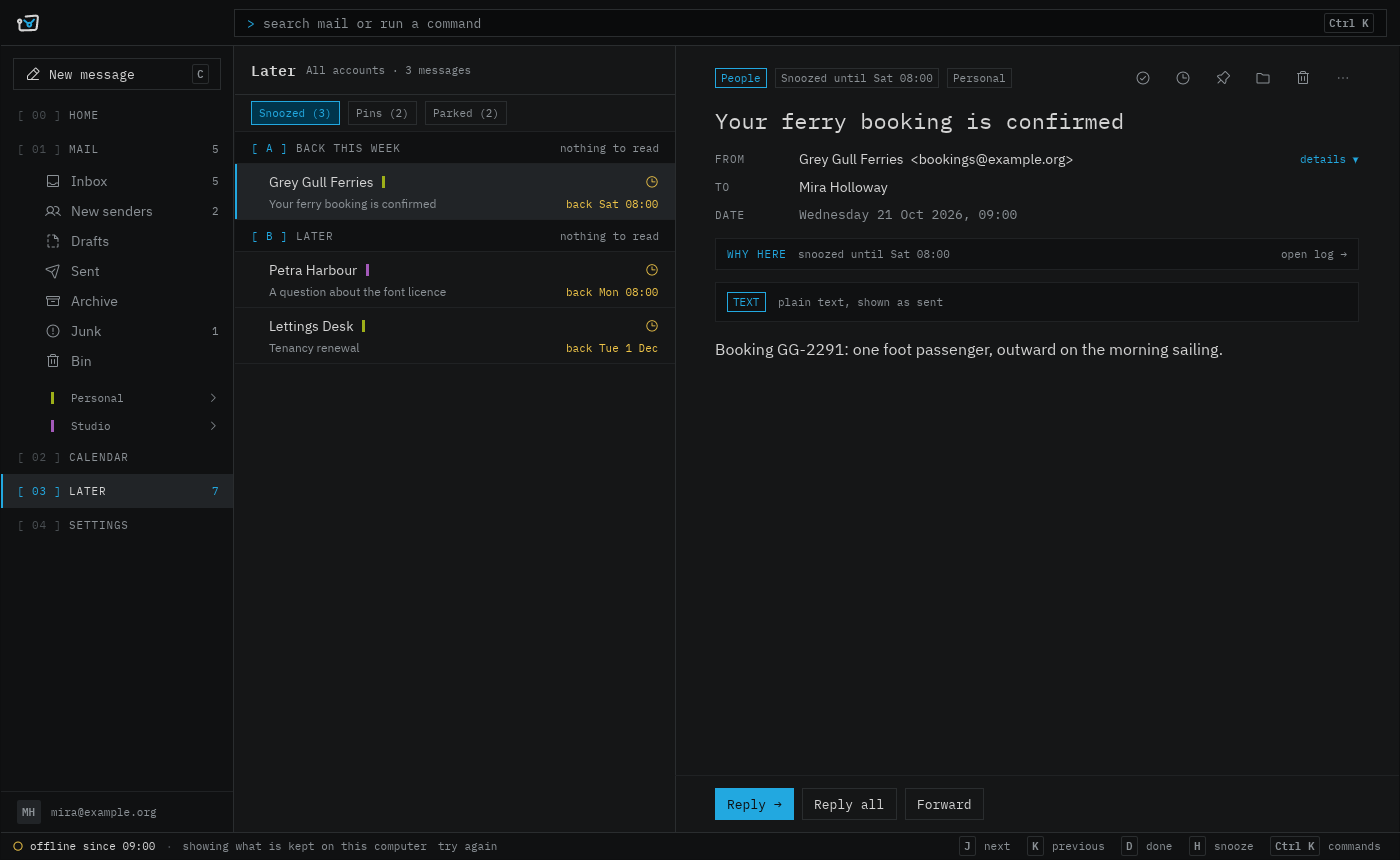 > search mail or run a command Ctrl K
New message C
[ 00 ] HOME
[ 01 ] MAIL 5
Inbox 5
New senders 2
Drafts
Sent
Archive
Junk 1
Bin
Personal
Studio
[ 02 ] CALENDAR
[ 03 ] LATER 7
[ 04 ] SETTINGS
MH mira@example.org
Later All accounts · 3 messages
Snoozed (3) Pins (2) Parked (2)
[ A ] BACK THIS WEEK nothing to read
Grey Gull Ferries
Your ferry booking is confirmed back Sat 08:00
[ B ] LATER nothing to read
Petra Harbour
A question about the font licence back Mon 08:00
Lettings Desk
Tenancy renewal back Tue 1 Dec
People Snoozed until Sat 08:00 Personal ···
Your ferry booking is confirmed
FROM Grey Gull Ferries <bookings@example.org> details ▾
TO Mira Holloway
DATE Wednesday 21 Oct 2026, 09:00
WHY HERE snoozed until Sat 08:00 open log →
TEXT plain text, shown as sent
Booking GG-2291: one foot passenger, outward on the morning sailing.
Reply → Reply all Forward
offline since 09:00 · showing what is kept on this computer try again
J next K previous D done H snooze Ctrl K commands